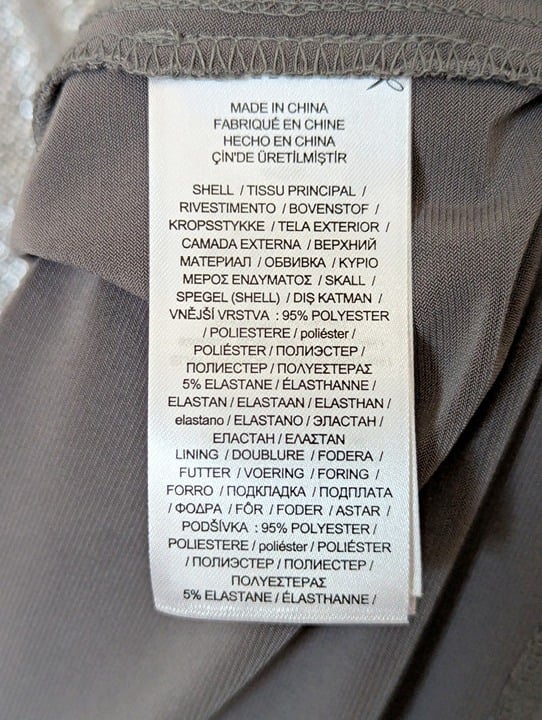 MADE IN CHINA
FABRIQUÉ EN CHINE
HECHO EN CHINA
ÇİN'DE ÜRETİLMİŞTİR
SHELL / TISSU PRINCIPAL /
RIVESTIMENTO / BOVENSTOF /
KROPSSTYKKE / TELA EXTERIOR /
CAMADA EXTERNA / ВЕРХНИЙ
МАТЕРИАЛ / ОБВИВКА / ΚΥΡΙΟ
ΜΕΡΟΣ ΕΝΔΥΜΑΤΟΣ / SKALL /
SPEGEL (SHELL) / DIŞ KATMAN /
VNĚJŠÍ VRSTVA : 95% POLYESTER
/ POLIESTERE / poliéster /
POLIÉSTER / ПОЛИЭСТЕР /
ПОЛИЕСТЕР / ΠΟΛΥΕΣΤΕΡΑΣ
5% ELASTANE / ÉLASTHANNE /
ELASTAN / ELASTAAN / ELASTHAN /
elastano / ELASTANO / ЭЛАСТАН /
ЕЛАСТАН / ΕΛΑΣΤΑΝ
LINING / DOUBLURE / FODERA /
FUTTER / VOERING / FORING /
FORRO / ПОДКЛАДКА / ПОДПЛАТА
/ ΦΟΔΡΑ / FÔR / FODER / ASTAR /
PODŠÍVKA : 95% POLYESTER /
POLIESTERE / poliéster / POLIÉSTER
/ ПОЛИЭСТЕР / ПОЛИЕСТЕР /
ΠΟΛΥΕΣΤΕΡΑΣ
5% ELASTANE / ÉLASTHANNE /